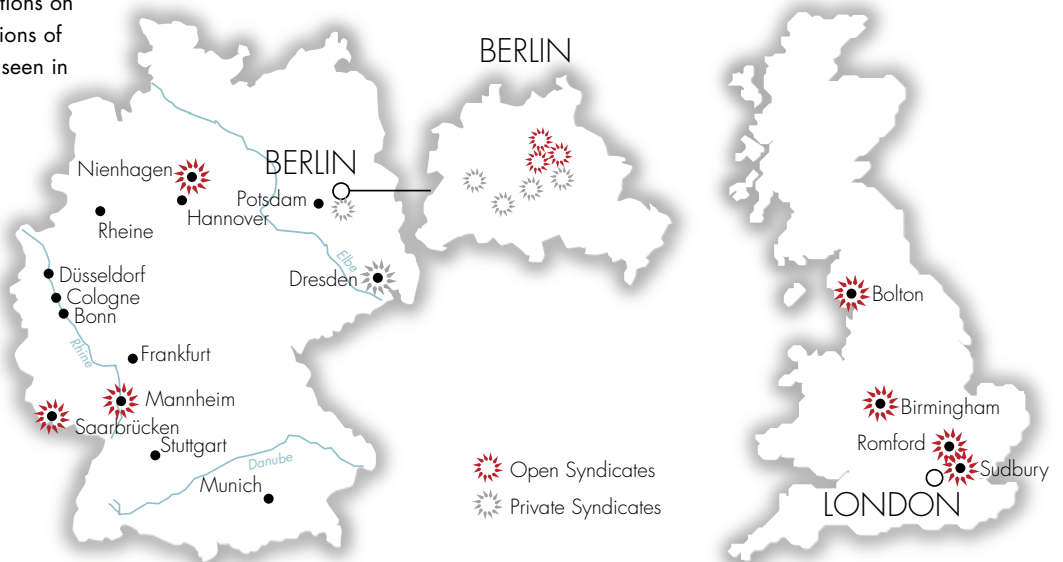 tions on
ions of
seen in
BERLIN
Nienhagen
BERLIN
Potsdam
Hannover
Rheine
Elbe
Düsseldorf
Dresden
Cologne
Bonn
Rhine
Frankfurt
Mannheim
Saarbrücken
Stuttgart
Danube
Munich
Open Syndicates
Private Syndicates
Bolton
Birmingham
Romford
Sudbury
LONDON